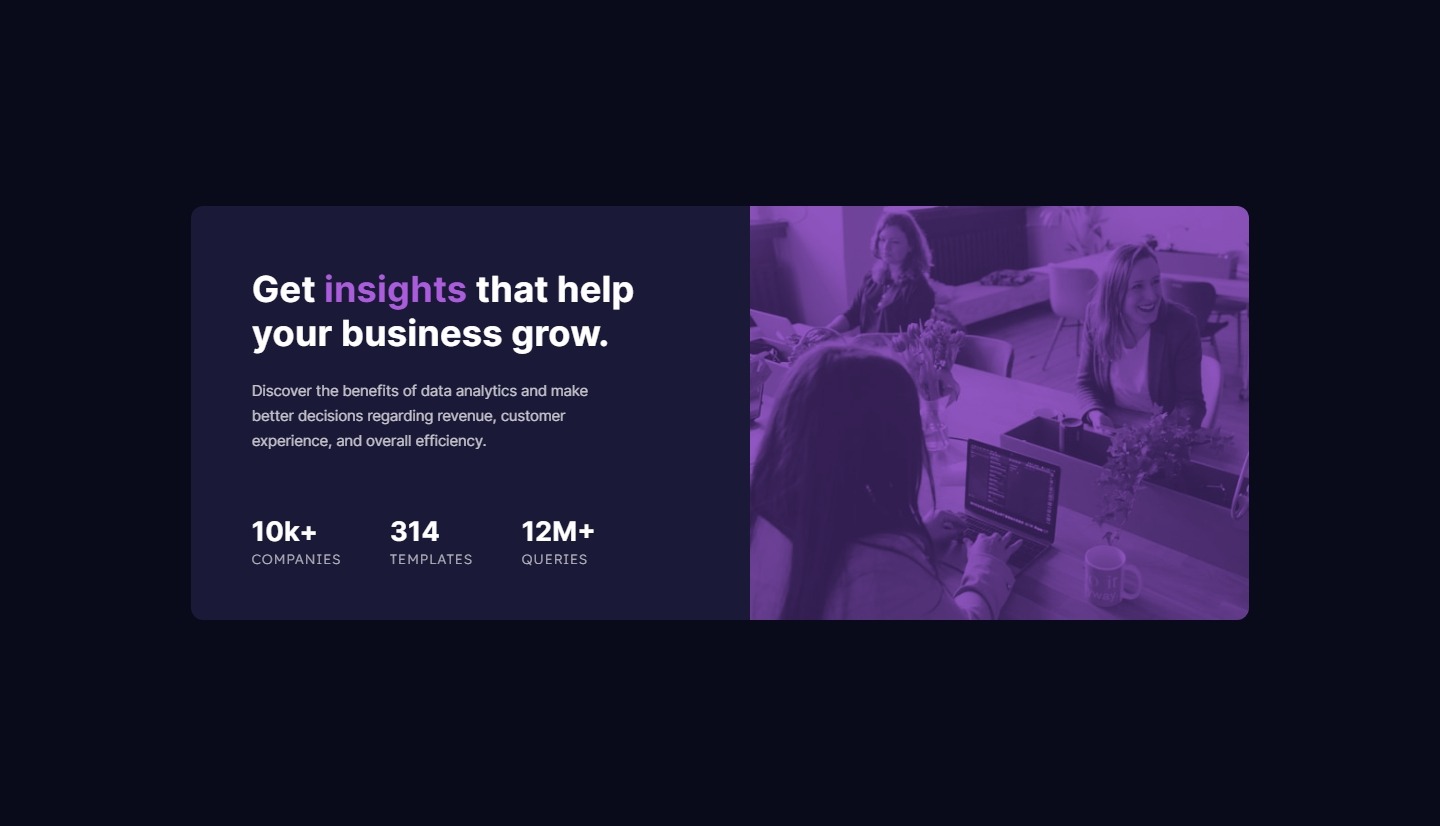 Get insights that help
your business grow.
Discover the benefits of data analytics and make
better decisions regarding revenue, customer
experience, and overall efficiency.
10k+ 314 12M+
COMPANIES TEMPLATES QUERIES